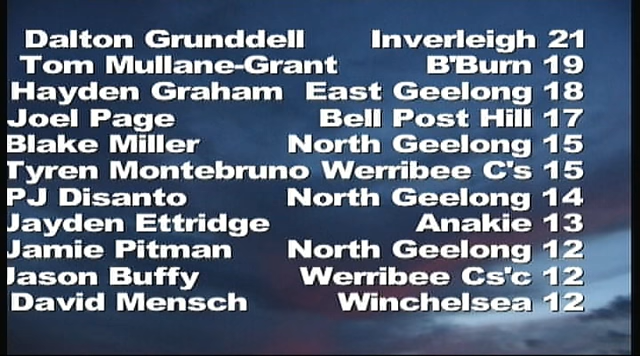 Dalton Grunddell Inverleigh 21
Tom Mullane-Grant B'Burn 19
Hayden Graham East Geelong 18
Joel Page Bell Post Hill 17
Blake Miller North Geelong 15
Tyren Montebruno Werribee C's 15
PJ Disanto North Geelong 14
Jayden Ettridge Anakie 13
Jamie Pitman North Geelong 12
Jason Buffy Werribee Cs'c 12
David Mensch Winchelsea 12